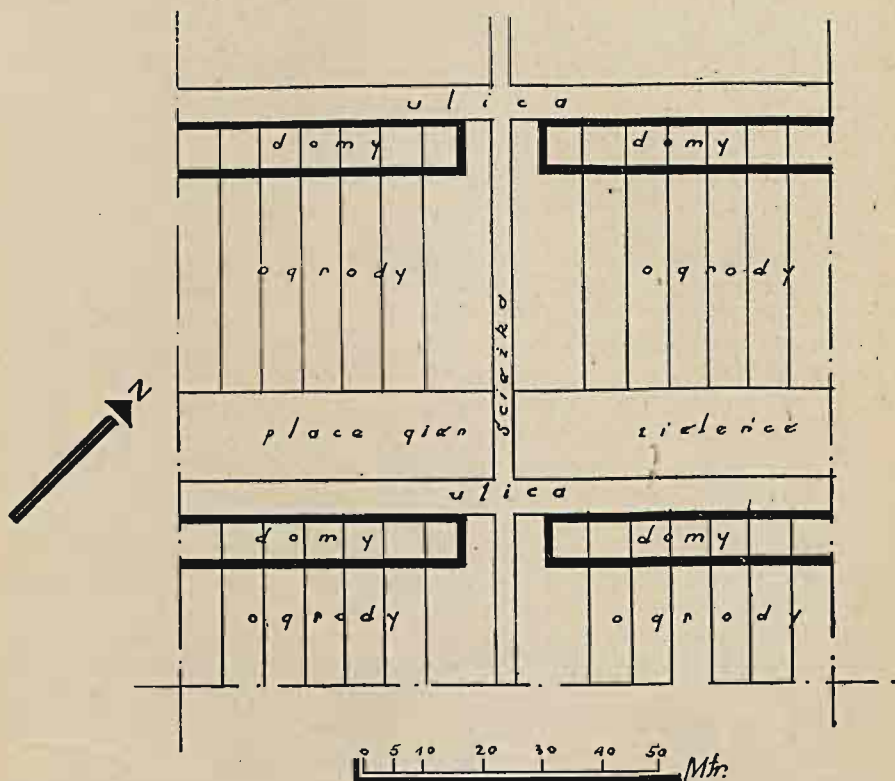 ulica
domy domy
ogrody ogrody
N
ścieżka
place gier zieleńce
ulica
domy domy
ogrody ogrody
0 5 10 20 30 40 50 Mtr.